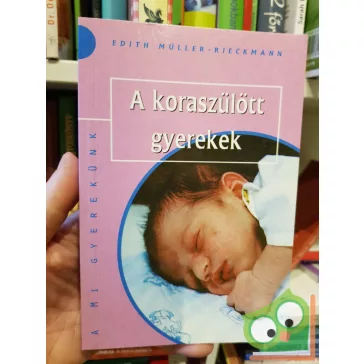 EDITH MÜLLER-RIECKMANN
A koraszülött
gyerekek
A MI GYEREKÜNK